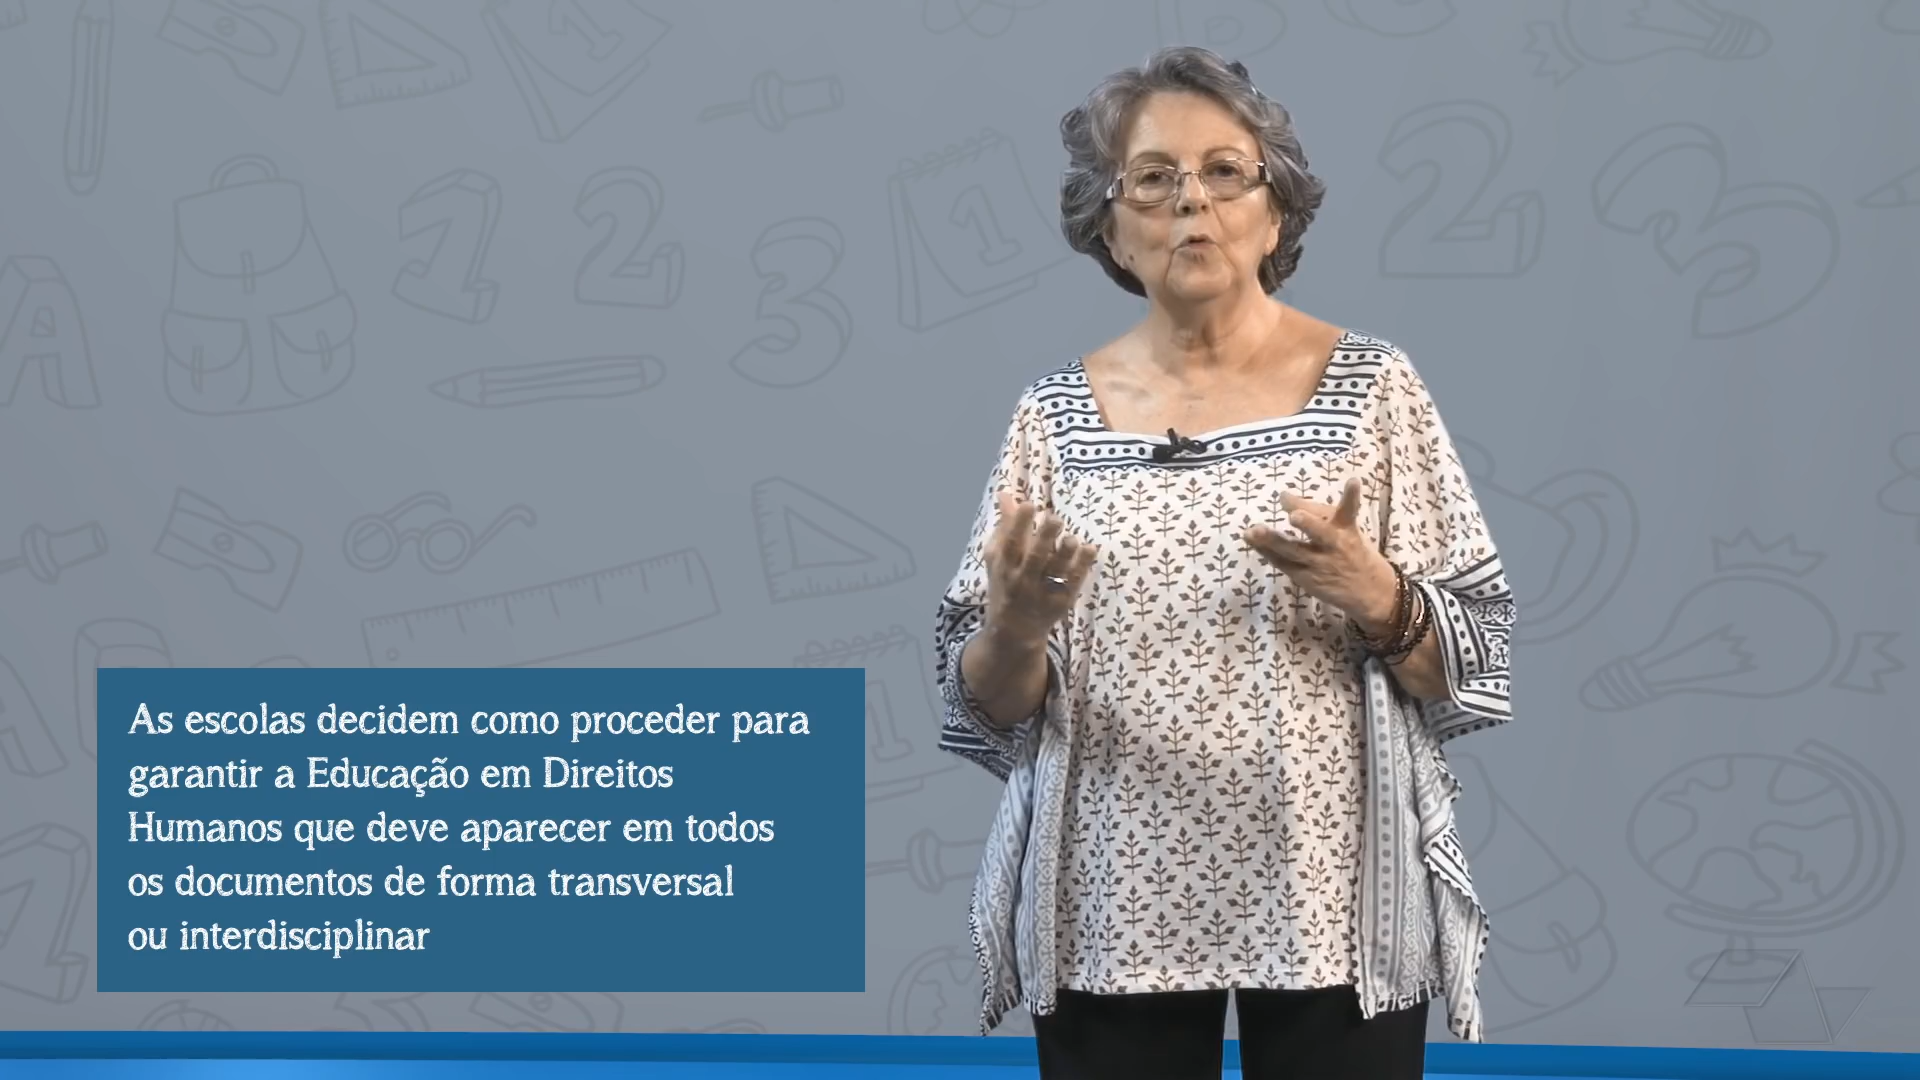 As escolas decidem como proceder para
garantir a Educação em Direitos
Humanos que deve aparecer em todos
os documentos de forma transversal
ou interdisciplinar